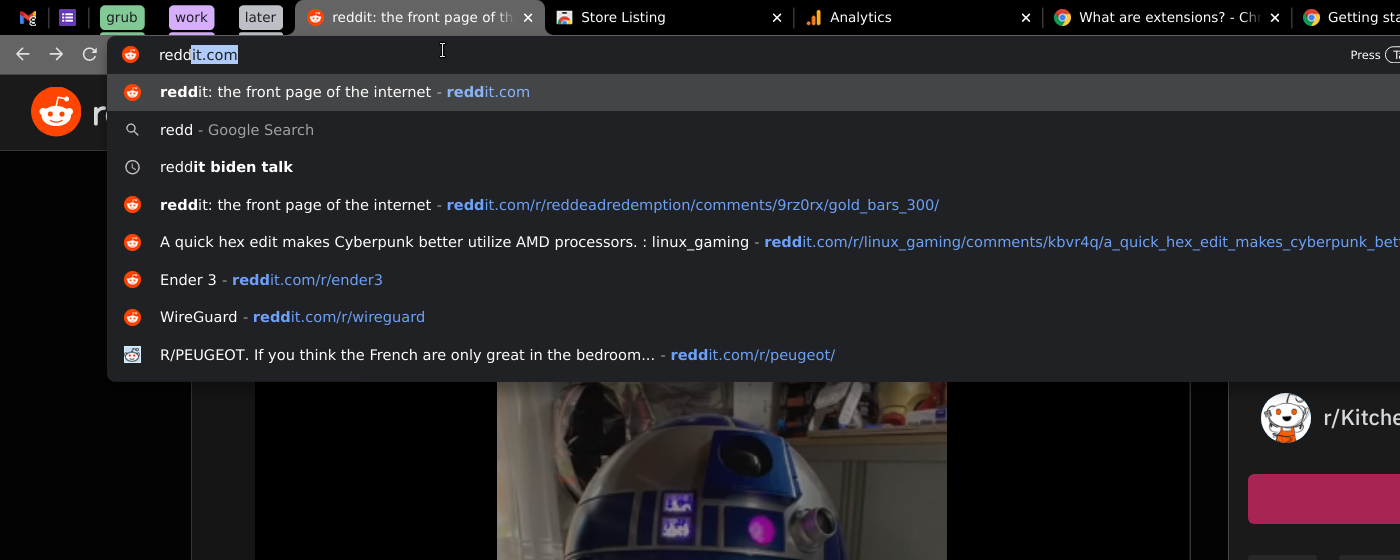 grub work later reddit: the front page of th Store Listing Analytics What are extensions? - Chr Getting sta
reddit.com Press Ta
reddit: the front page of the internet - reddit.com
redd - Google Search
reddit biden talk
reddit: the front page of the internet - reddit.com/r/reddeadredemption/comments/9rz0rx/gold_bars_300/
A quick hex edit makes Cyberpunk better utilize AMD processors. : linux_gaming - reddit.com/r/linux_gaming/comments/kbvr4q/a_quick_hex_edit_makes_cyberpunk_bett
Ender 3 - reddit.com/r/ender3
WireGuard - reddit.com/r/wireguard
R/PEUGEOT. If you think the French are only great in the bedroom... - reddit.com/r/peugeot/
r/Kitche